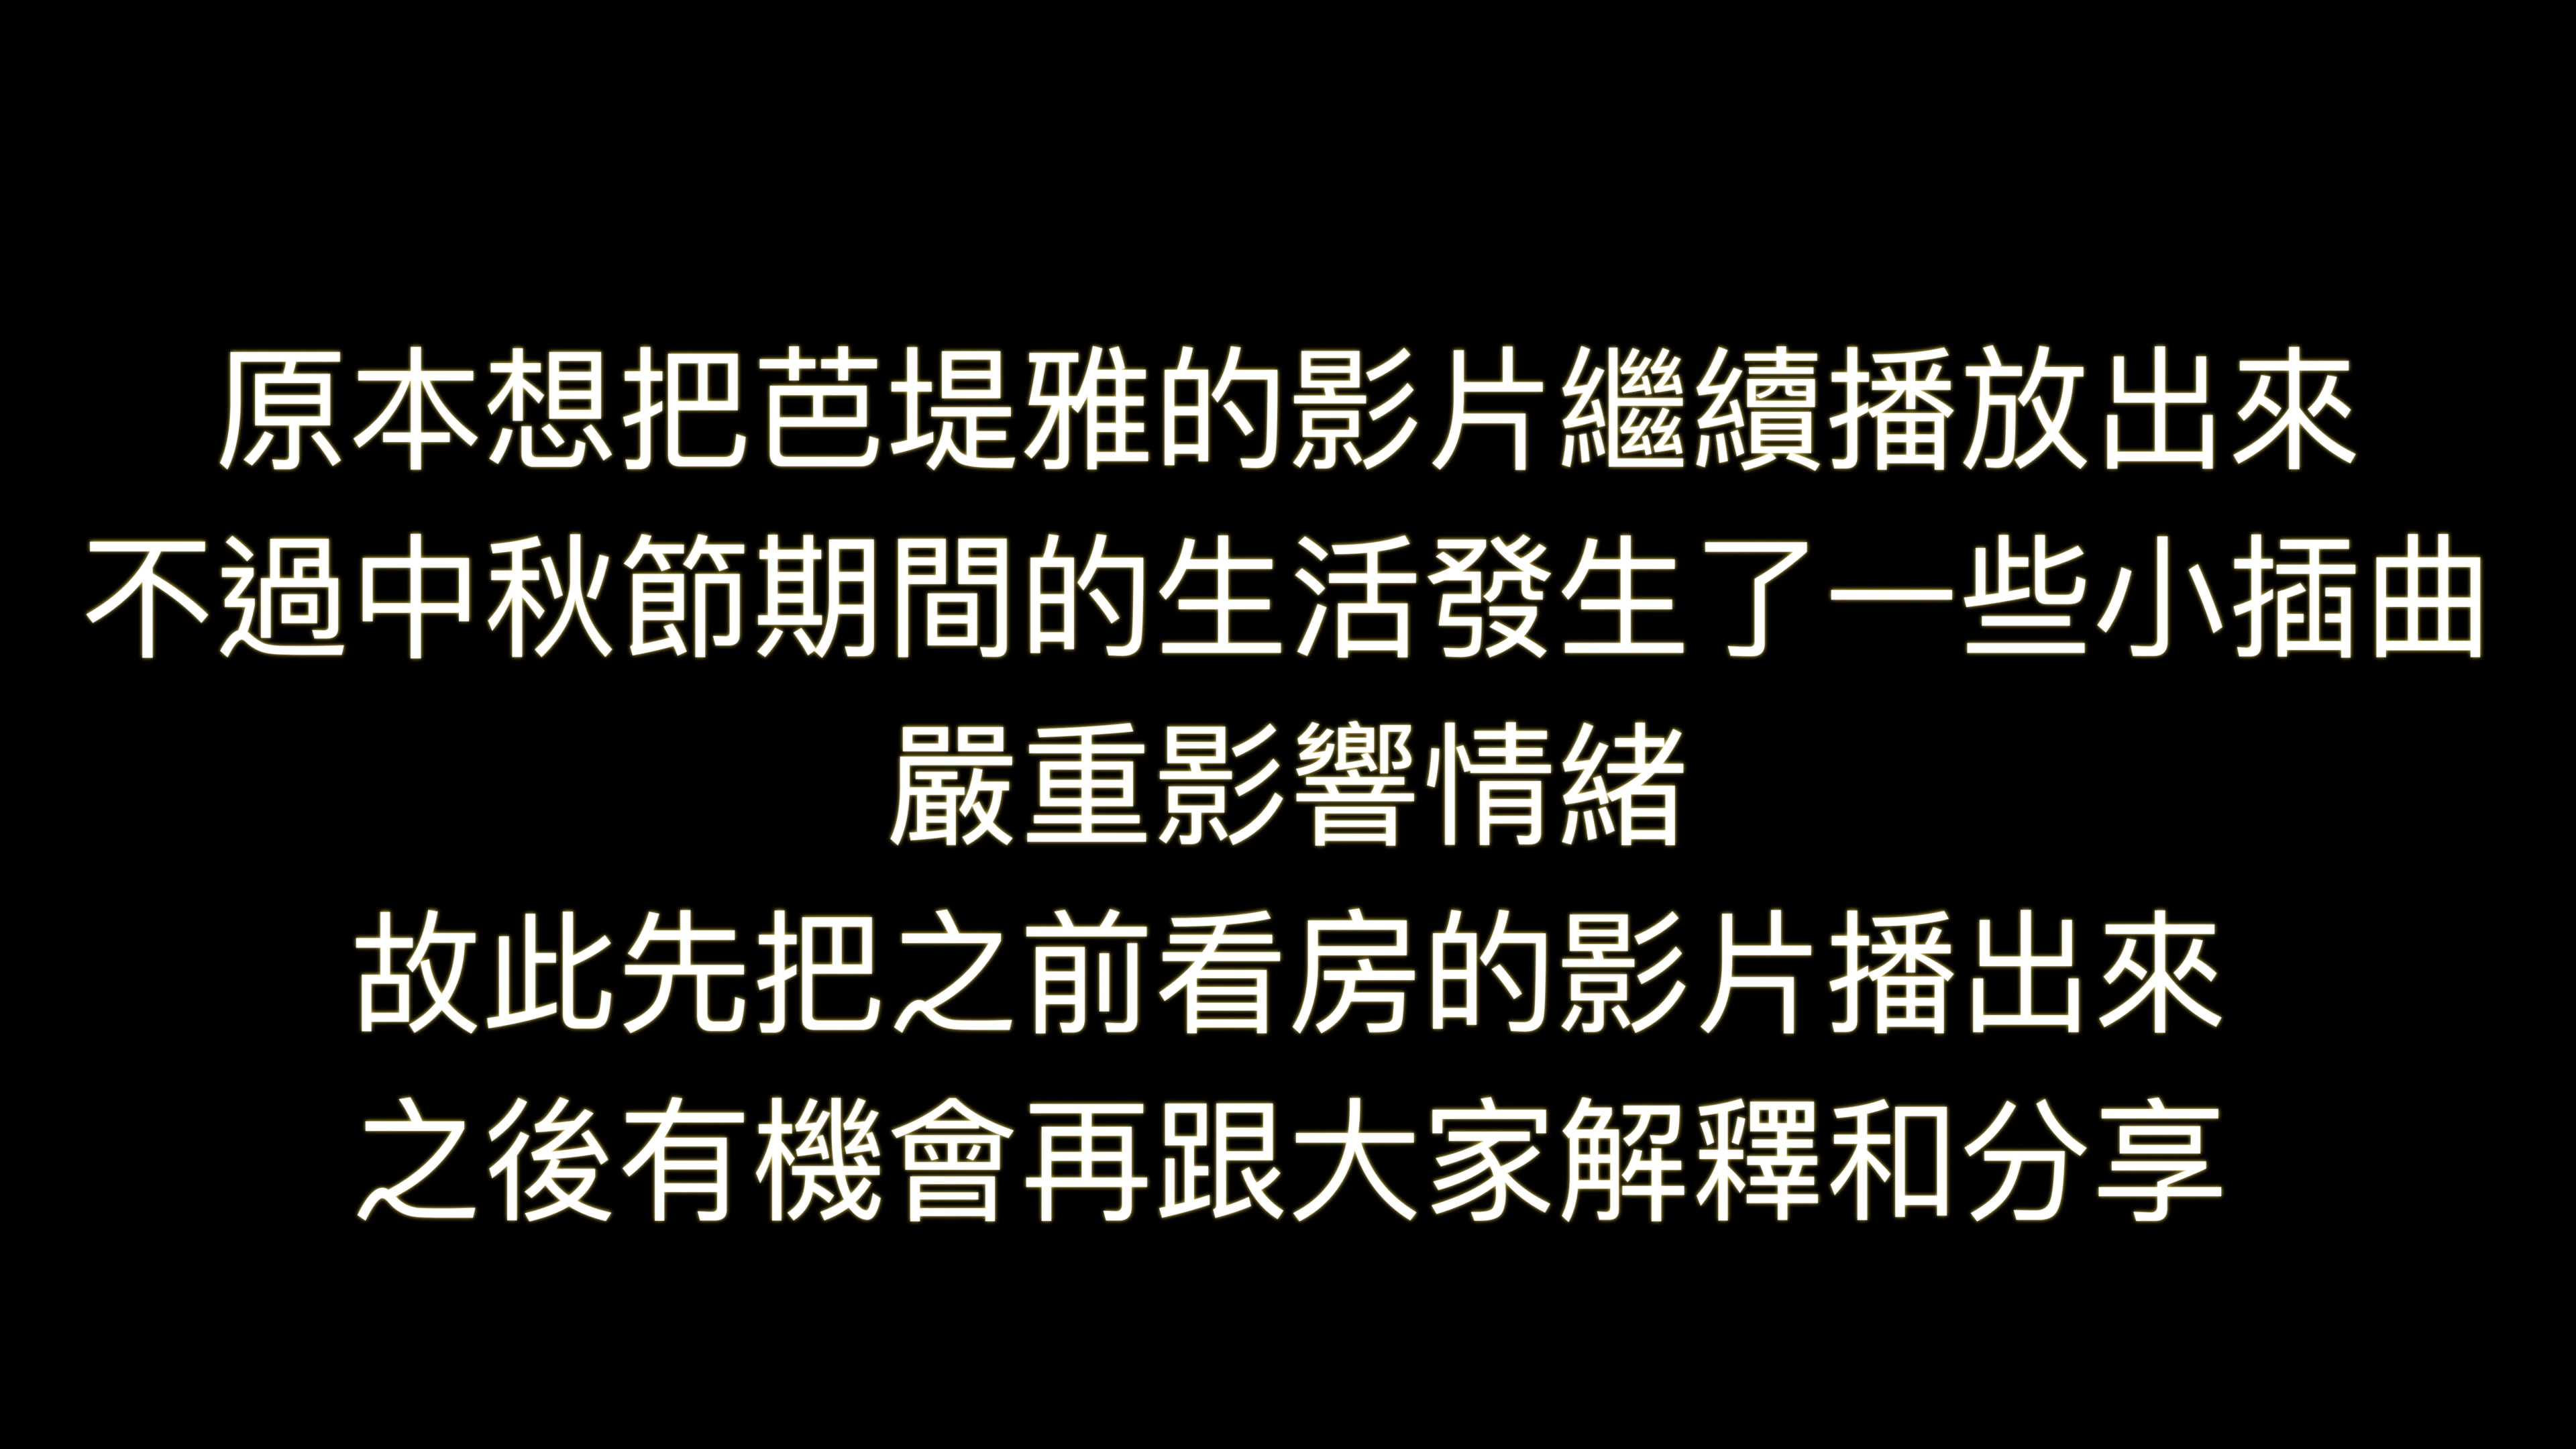 原本想把芭堤雅的影片繼續播放出來
不過中秋節期間的生活發生了一些小插曲
嚴重影響情緒
故此先把之前看房的影片播出來
之後有機會再跟大家解釋和分享